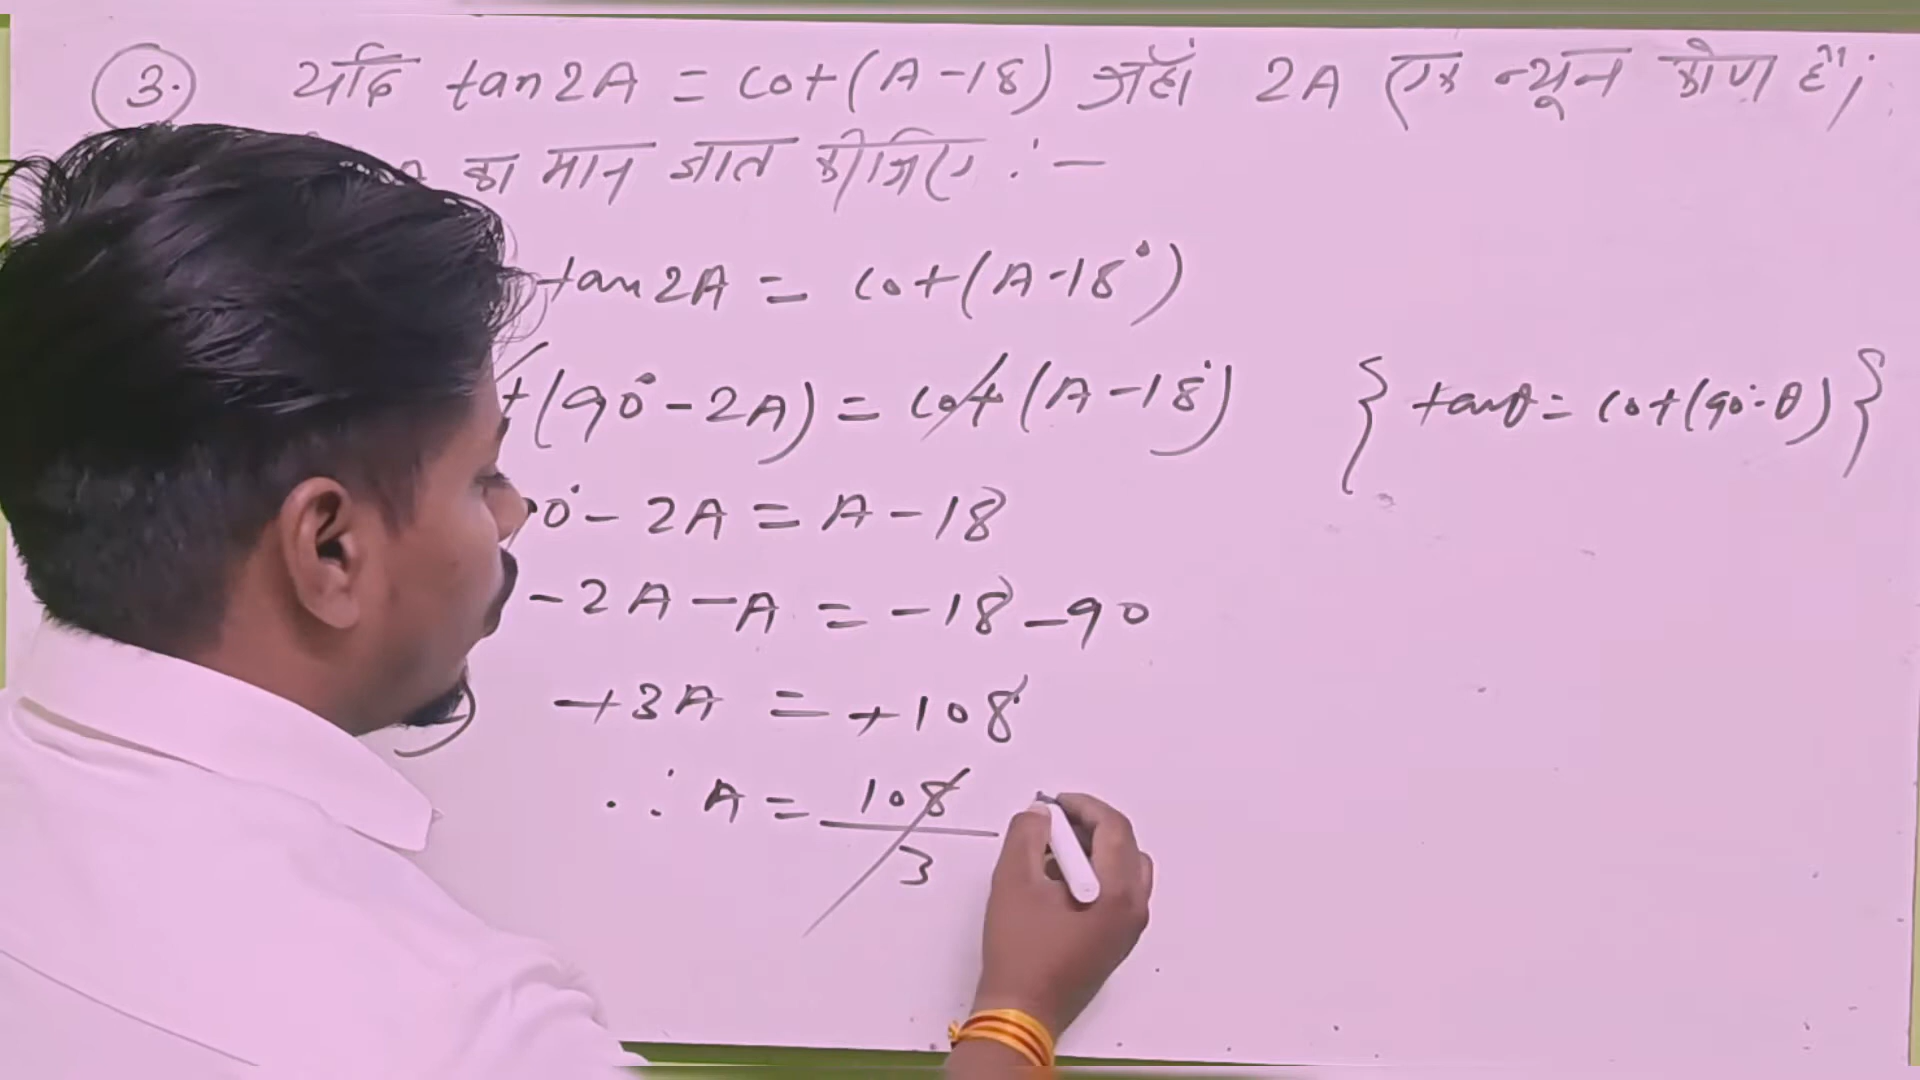 3. यदि tan2A = cot(A-18) जहाँ 2A एक न्यून कोण है।
का मान ज्ञात कीजिए :-
tan2A = cot(A-18°)
(90°-2A) = cot(A-18°) { tanθ = cot(90°-θ) }
0°-2A = A-18
-2A-A = -18-90
+3A = +108
∴ A = 108/3